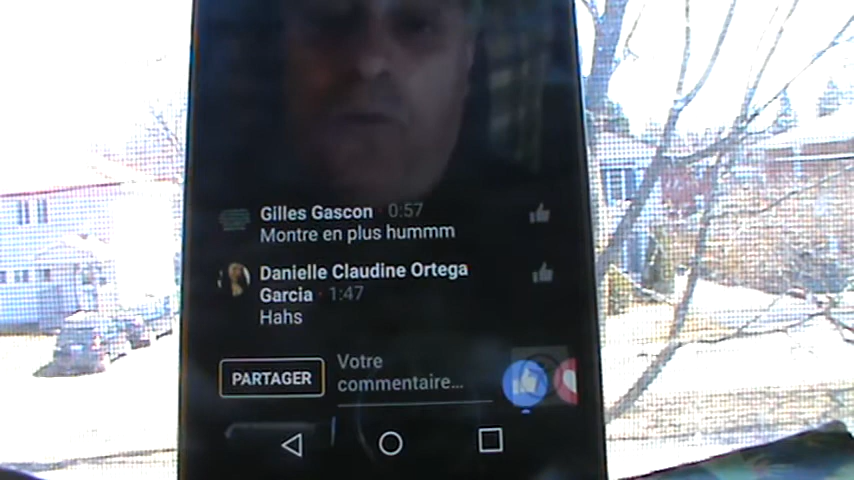 Gilles Gascon · 0:57
Montre en plus hummm
Danielle Claudine Ortega
Garcia · 1:47
Hahs
PARTAGER
Votre
commentaire...